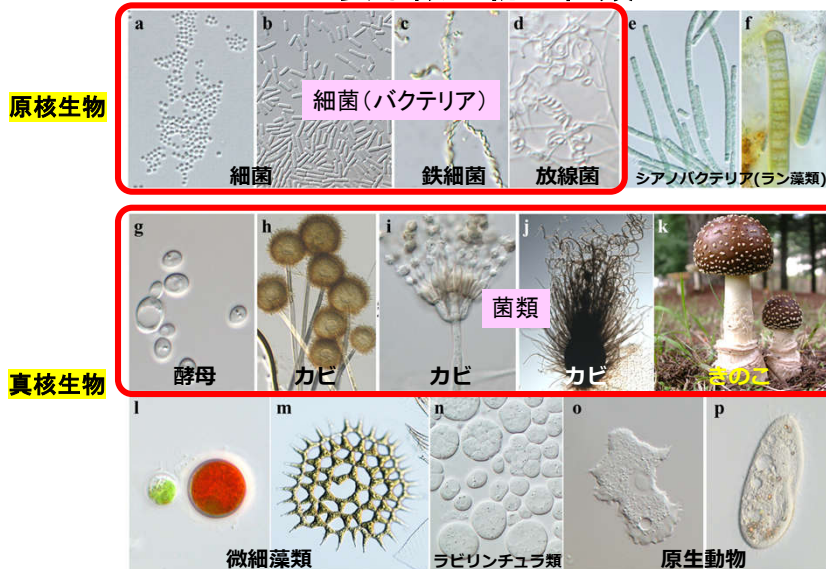 a b c d e f
原核生物
細菌(バクテリア)
細菌 鉄細菌 放線菌 シアノバクテリア(ラン藻類)
g h i j k
菌類
酵母 カビ カビ カビ きのこ
真核生物
l m n o p
微細藻類 ラビリンチュラ類 原生動物